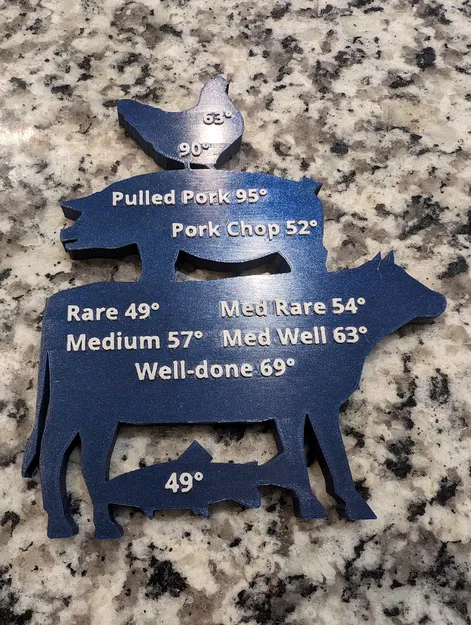 63°
90°
Pulled Pork 95°
Pork Chop 52°
Rare 49° Med Rare 54°
Medium 57° Med Well 63°
Well-done 69°
49°